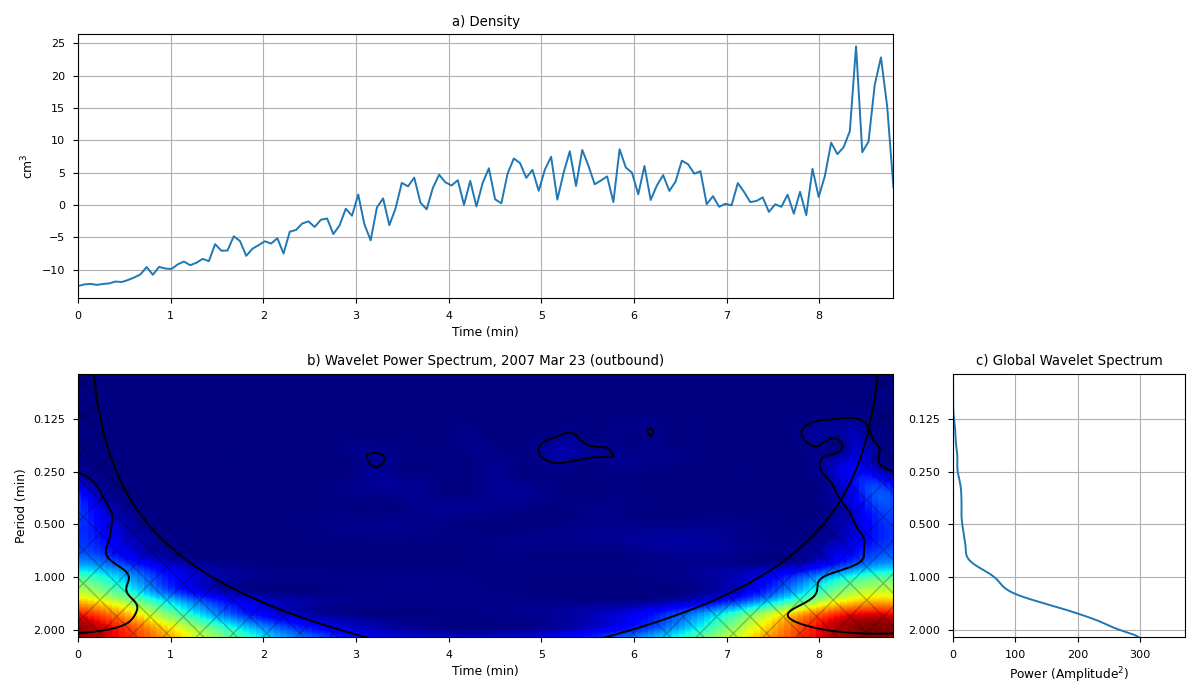 a) Density
cm³
25
20
15
10
5
0
−5
−10
0 1 2 3 4 5 6 7 8
Time (min)
b) Wavelet Power Spectrum, 2007 Mar 23 (outbound)
Period (min)
0.125
0.250
0.500
1.000
2.000
0 1 2 3 4 5 6 7 8
Time (min)
c) Global Wavelet Spectrum
0.125
0.250
0.500
1.000
2.000
0 100 200 300
Power (Amplitude²)